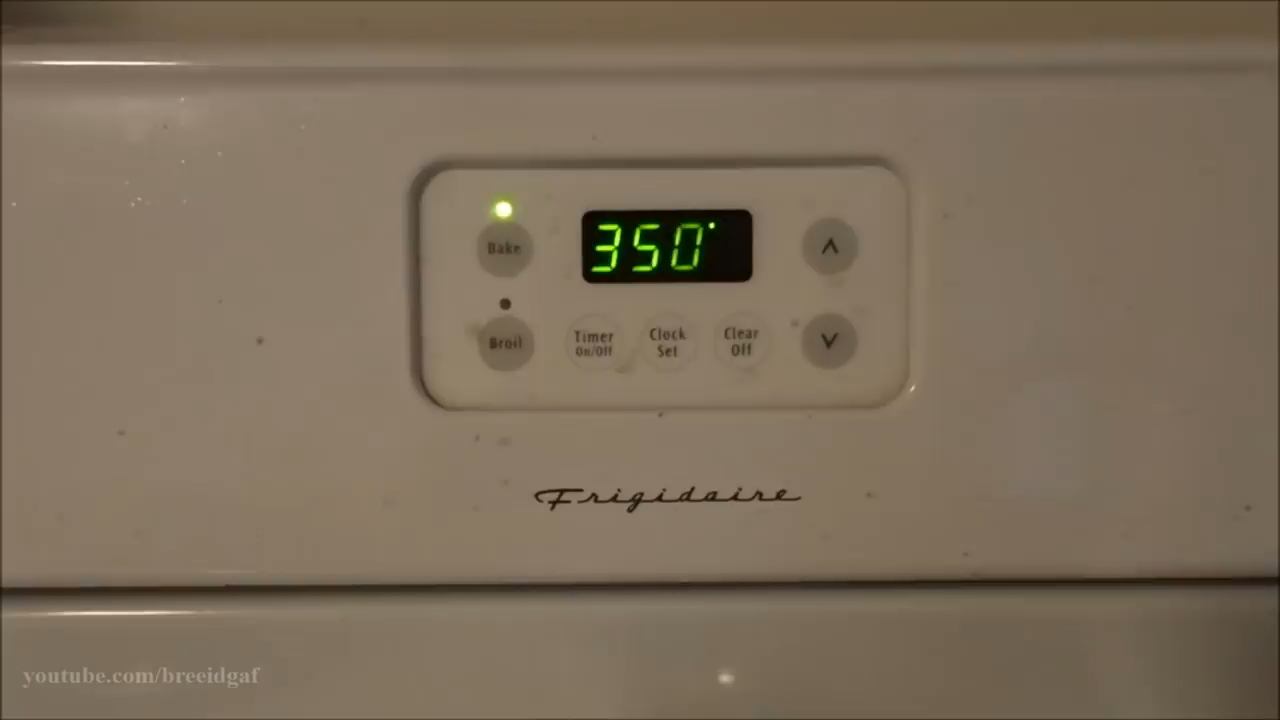 Bake
350°
Broil
Timer
On/Off
Clock
Set
Clear
Off
Frigidaire
youtube.com/breeidgaf